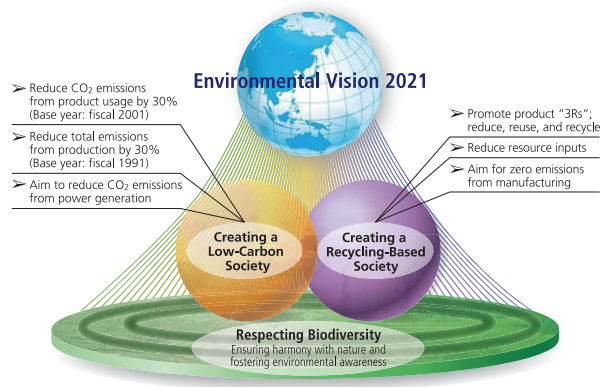 Environmental Vision 2021
➢ Reduce CO₂ emissions
from product usage by 30%
(Base year: fiscal 2001)
➢ Reduce total emissions
from production by 30%
(Base year: fiscal 1991)
➢ Aim to reduce CO₂ emissions
from power generation
➢ Promote product “3Rs”;
reduce, reuse, and recycle
➢ Reduce resource inputs
➢ Aim for zero emissions
from manufacturing
Creating a
Low-Carbon
Society
Creating a
Recycling-Based
Society
Respecting Biodiversity
Ensuring harmony with nature and
fostering environmental awareness